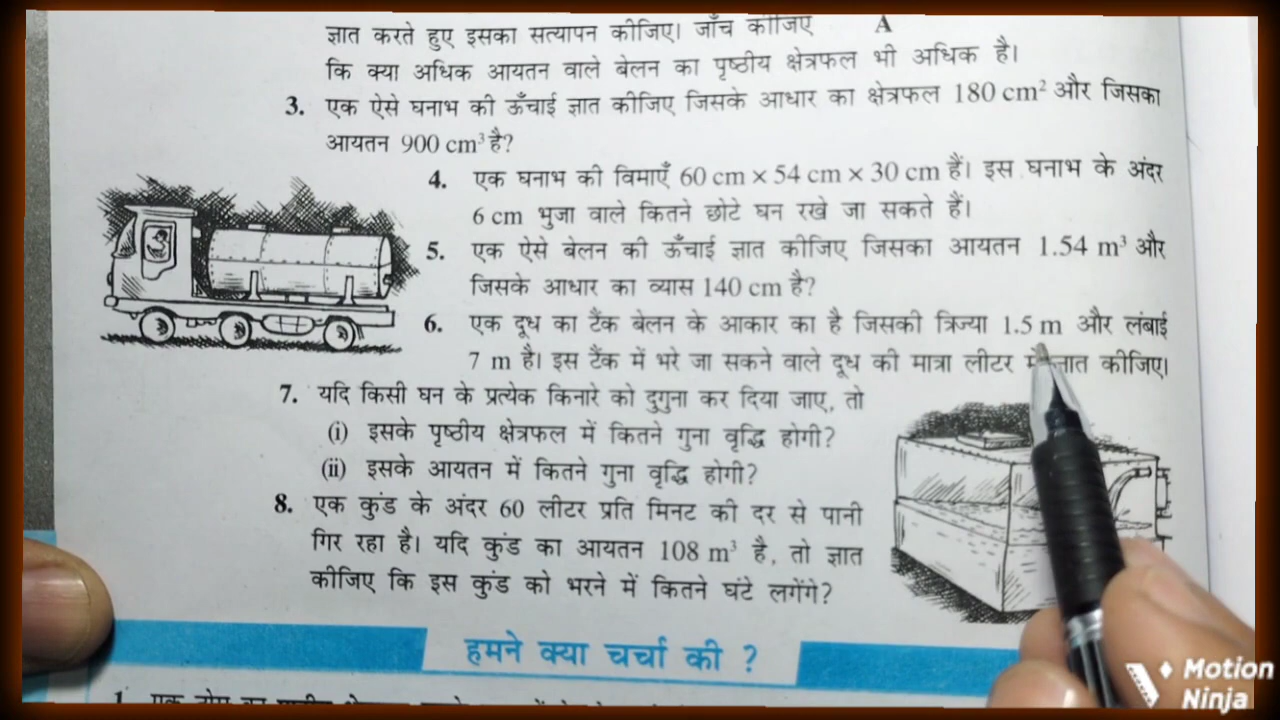 ज्ञात करते हुए इसका सत्यापन कीजिए। जाँच कीजिए A
कि क्या अधिक आयतन वाले बेलन का पृष्ठीय क्षेत्रफल भी अधिक है।
3. एक ऐसे घनाभ की ऊँचाई ज्ञात कीजिए जिसके आधार का क्षेत्रफल 180 cm² और जिसका
आयतन 900 cm³ है?
4. एक घनाभ की विमाएँ 60 cm × 54 cm × 30 cm हैं। इस घनाभ के अंदर
6 cm भुजा वाले कितने छोटे घन रखे जा सकते हैं।
5. एक ऐसे बेलन की ऊँचाई ज्ञात कीजिए जिसका आयतन 1.54 m³ और
जिसके आधार का व्यास 140 cm है?
6. एक दूध का टैंक बेलन के आकार का है जिसकी त्रिज्या 1.5 m और लंबाई
7 m है। इस टैंक में भरे जा सकने वाले दूध की मात्रा लीटर कीजिए।
7. यदि किसी घन के प्रत्येक किनारे को दुगुना कर दिया जाए, तो
(i) इसके पृष्ठीय क्षेत्रफल में कितने गुना वृद्धि होगी?
(ii) इसके आयतन में कितने गुना वृद्धि होगी?
8. एक कुंड के अंदर 60 लीटर प्रति मिनट की दर से पानी
गिर रहा है। यदि कुंड का आयतन 108 m³ है, तो ज्ञात
कीजिए कि इस कुंड को भरने में कितने घंटे लगेंगे?
हमने क्या चर्चा की ?
Motion
Ninja